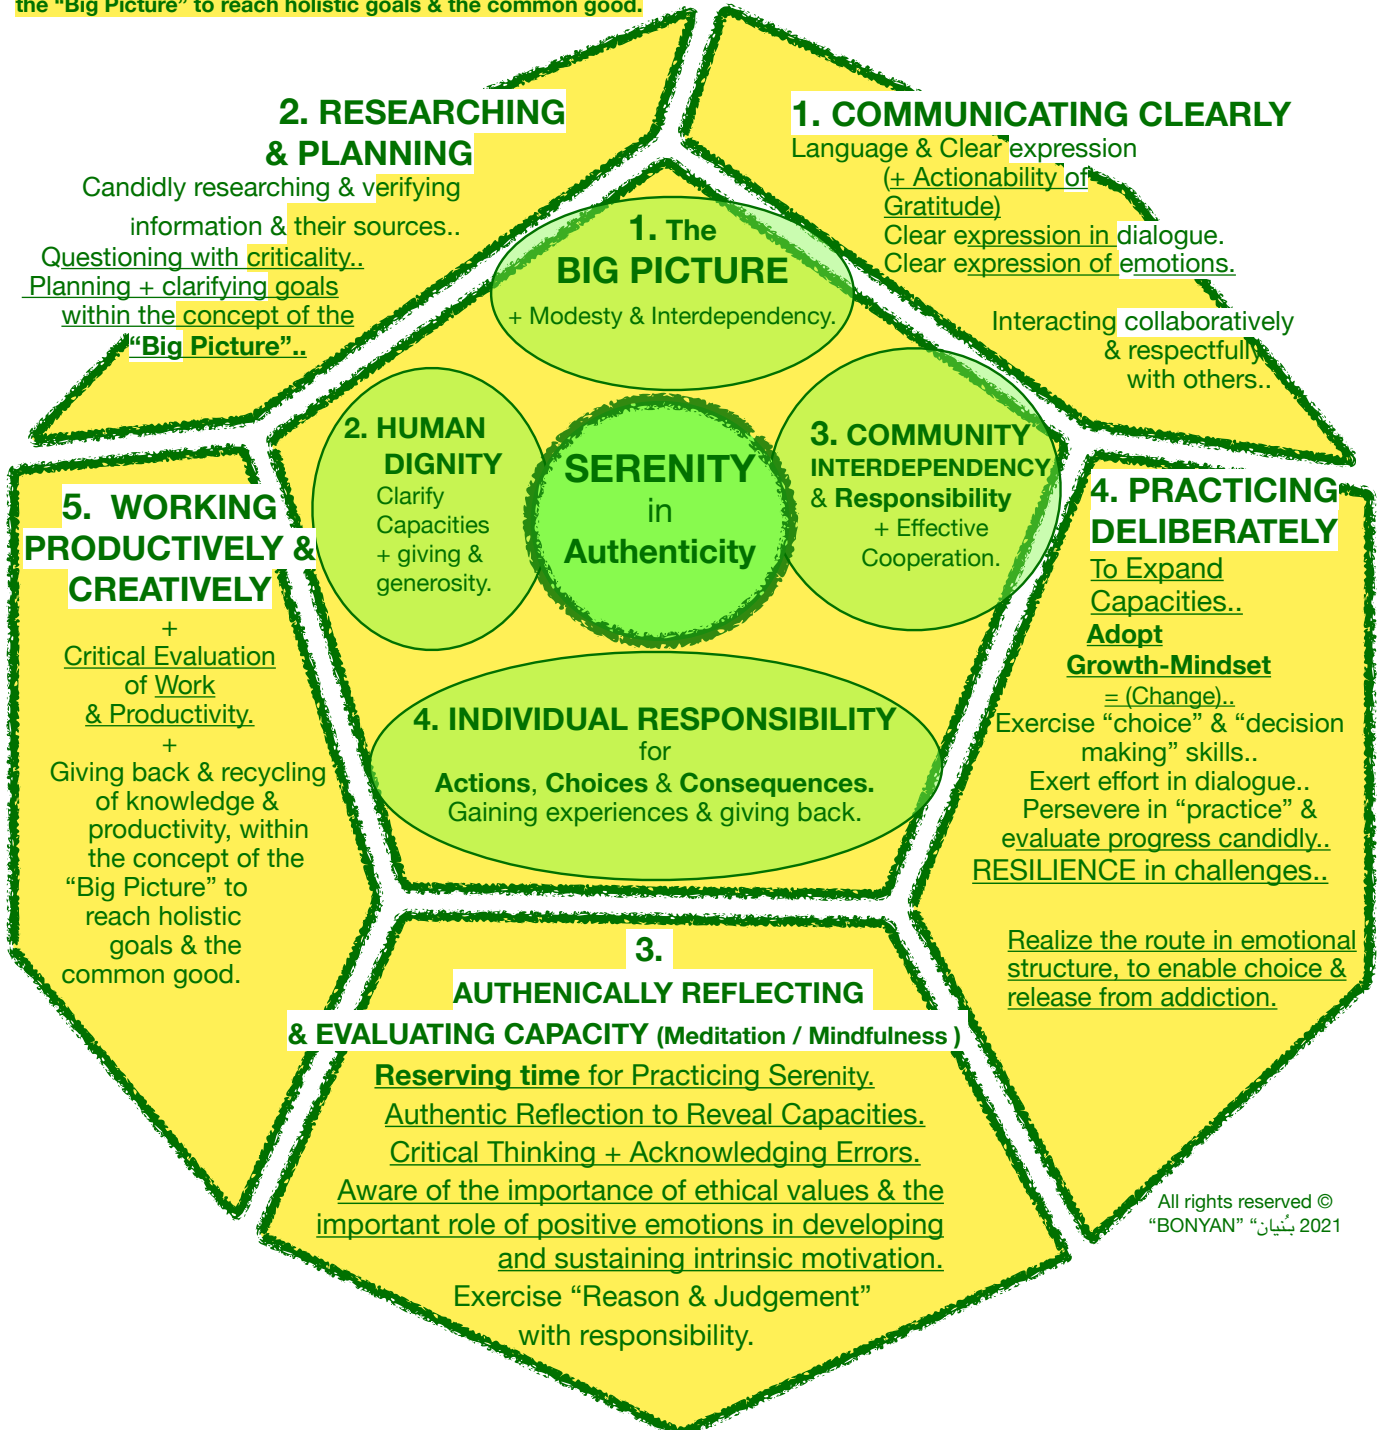 the “Big Picture” to reach holistic goals & the common good.
2. RESEARCHING
& PLANNING
Candidly researching & verifying
information & their sources..
Questioning with criticality..
Planning + clarifying goals
within the concept of the
“Big Picture”..
1. COMMUNICATING CLEARLY
Language & Clear expression
(+ Actionability of
Gratitude)
Clear expression in dialogue.
Clear expression of emotions.
Interacting collaboratively
& respectfully
with others..
1. The
BIG PICTURE
+ Modesty & Interdependency.
2. HUMAN
DIGNITY
Clarify
Capacities
+ giving &
generosity.
SERENITY
in
Authenticity
3. COMMUNITY
INTERDEPENDENCY
& Responsibility
+ Effective
Cooperation.
4. INDIVIDUAL RESPONSIBILITY
for
Actions, Choices & Consequences.
Gaining experiences & giving back.
5. WORKING
PRODUCTIVELY &
CREATIVELY
+
Critical Evaluation
of Work
& Productivity.
+
Giving back & recycling
of knowledge &
productivity, within
the concept of the
“Big Picture” to
reach holistic
goals & the
common good.
4. PRACTICING
DELIBERATELY
To Expand
Capacities..
Adopt
Growth-Mindset
= (Change)..
Exercise “choice” & “decision
making” skills..
Exert effort in dialogue..
Persevere in “practice” &
evaluate progress candidly..
RESILIENCE in challenges..
Realize the route in emotional
structure, to enable choice &
release from addiction.
3.
AUTHENICALLY REFLECTING
& EVALUATING CAPACITY (Meditation / Mindfulness )
Reserving time for Practicing Serenity.
Authentic Reflection to Reveal Capacities.
Critical Thinking + Acknowledging Errors.
Aware of the importance of ethical values & the
important role of positive emotions in developing
and sustaining intrinsic motivation.
Exercise “Reason & Judgement”
with responsibility.
All rights reserved ©
“BONYAN” “بُنيان 2021